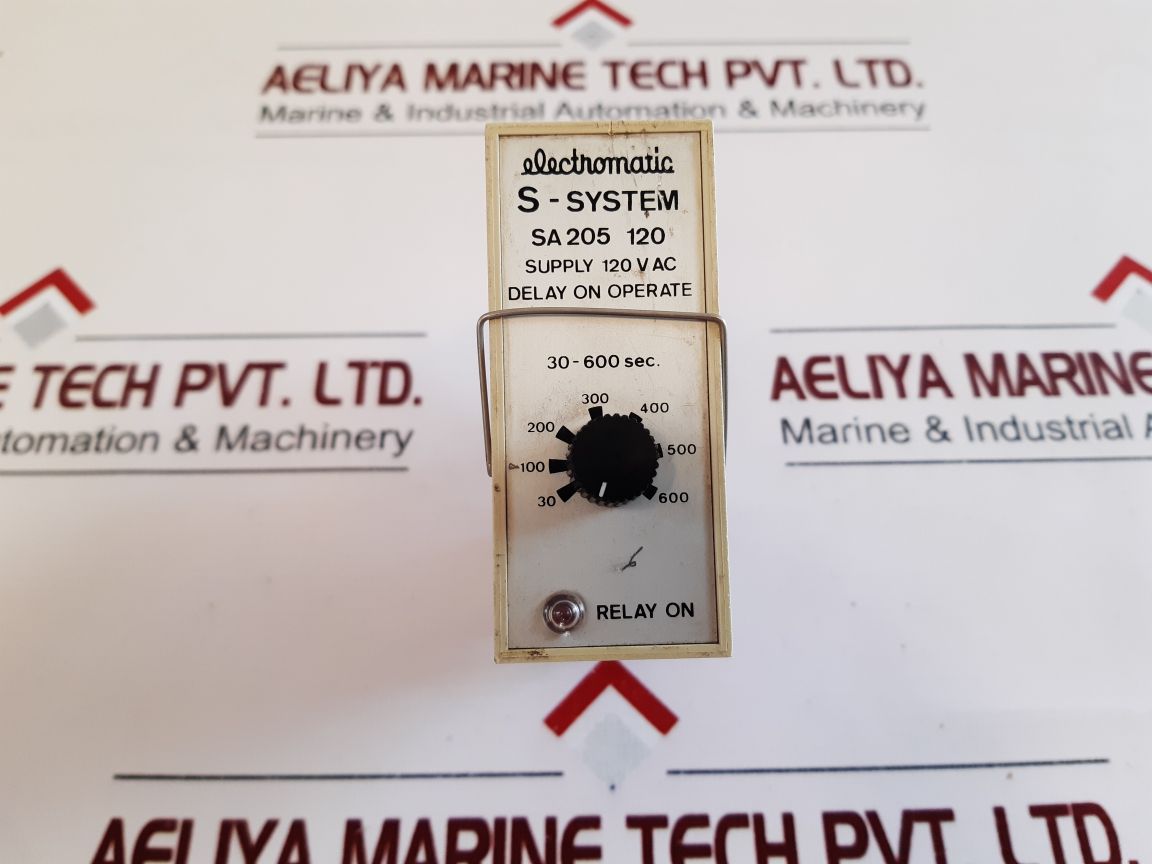 AELIYA MARINE TECH PVT. LTD.
Marine & Industrial Automation & Machinery
electromatic
S - SYSTEM
SA 205 120
SUPPLY 120 V AC
DELAY ON OPERATE
30 - 600 sec.
300
400
200
500
100
30
600
RELAY ON
E TECH PVT. LTD.
utomation & Machinery
AELIYA MARINE
Marine & Industrial A
AELIYA MARINE TECH PVT. LTD.